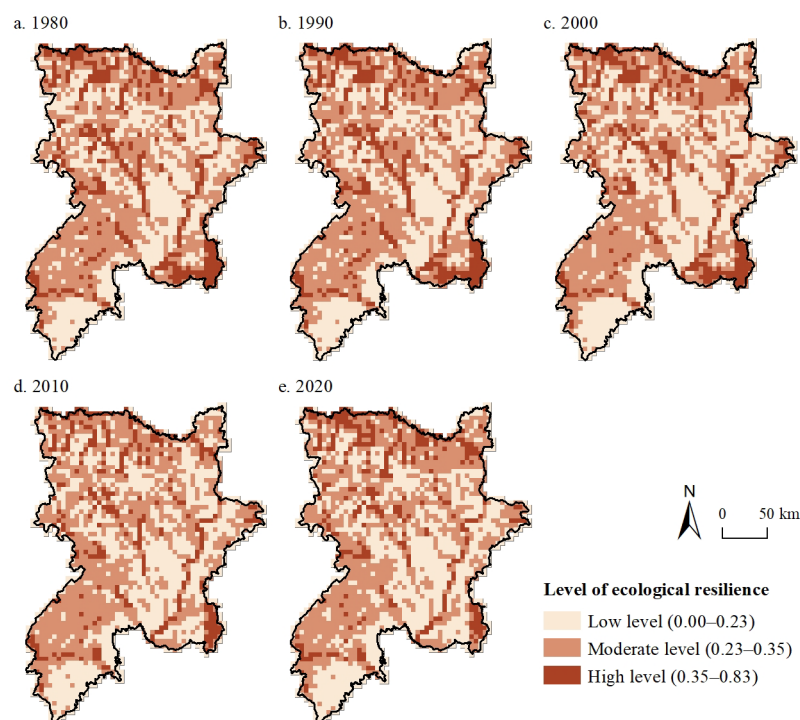 a. 1980
b. 1990
c. 2000
d. 2010
e. 2020
N
0 50 km
Level of ecological resilience
Low level (0.00–0.23)
Moderate level (0.23–0.35)
High level (0.35–0.83)